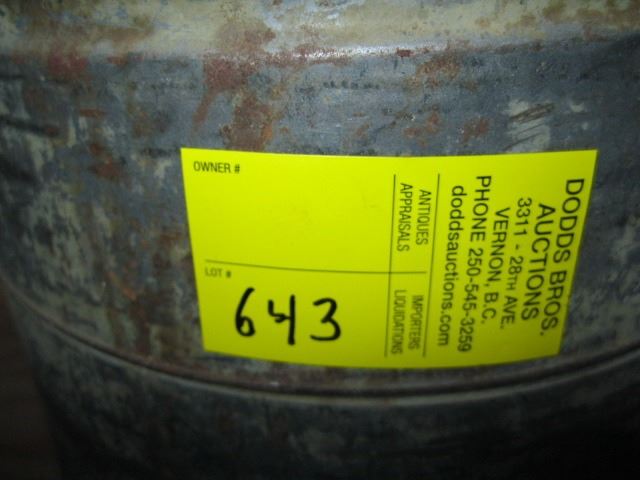 OWNER #
LOT #
643
DODDS BROS.
AUCTIONS
3311 - 28TH AVE.
VERNON, B.C.
PHONE 250-545-3259
doddsauctions.com
ANTIQUES IMPORTERS
APPRAISALS LIQUIDATIONS